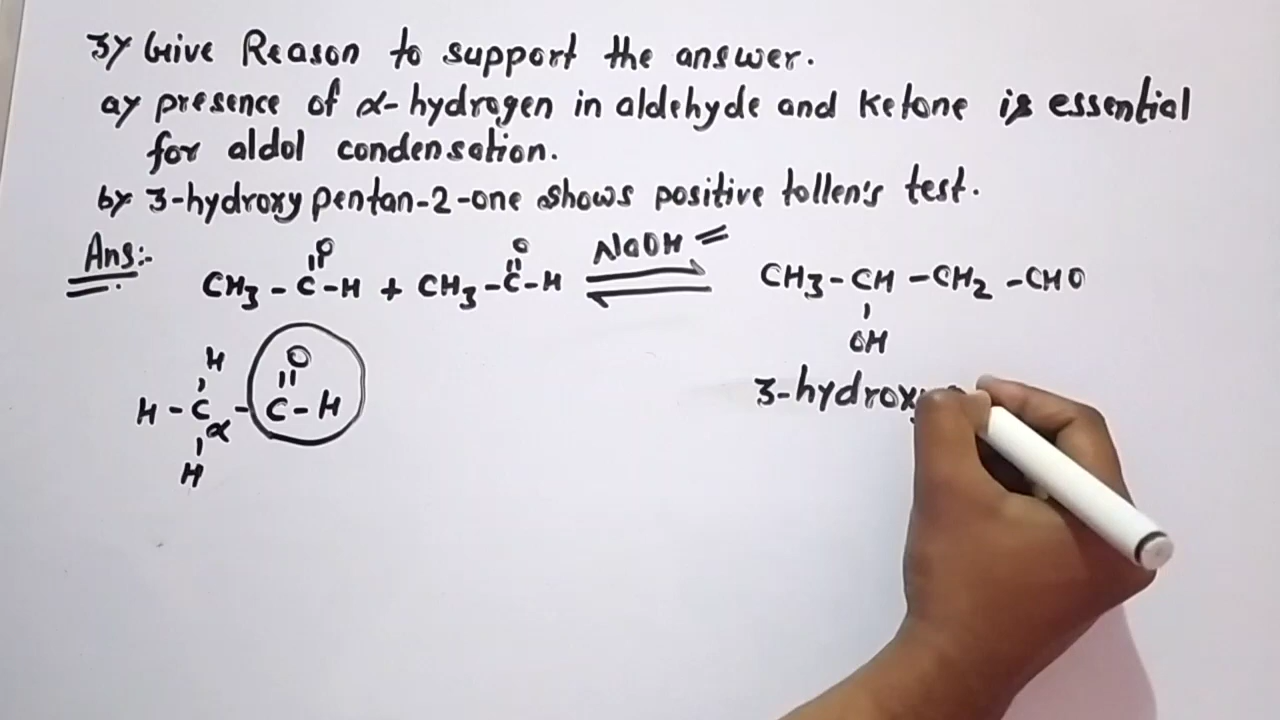 3) Give Reason to support the answer.
a) presence of α-hydrogen in aldehyde and ketone is essential
for aldol condensation.
b) 3-hydroxy pentan-2-one shows positive tollen's test.
Ans:-
O O NaOH
CH3 - C - H + CH3 - C - H CH3 - CH - CH2 - CHO
OH
H O
H - C - C - H
α
H
3-hydroxy